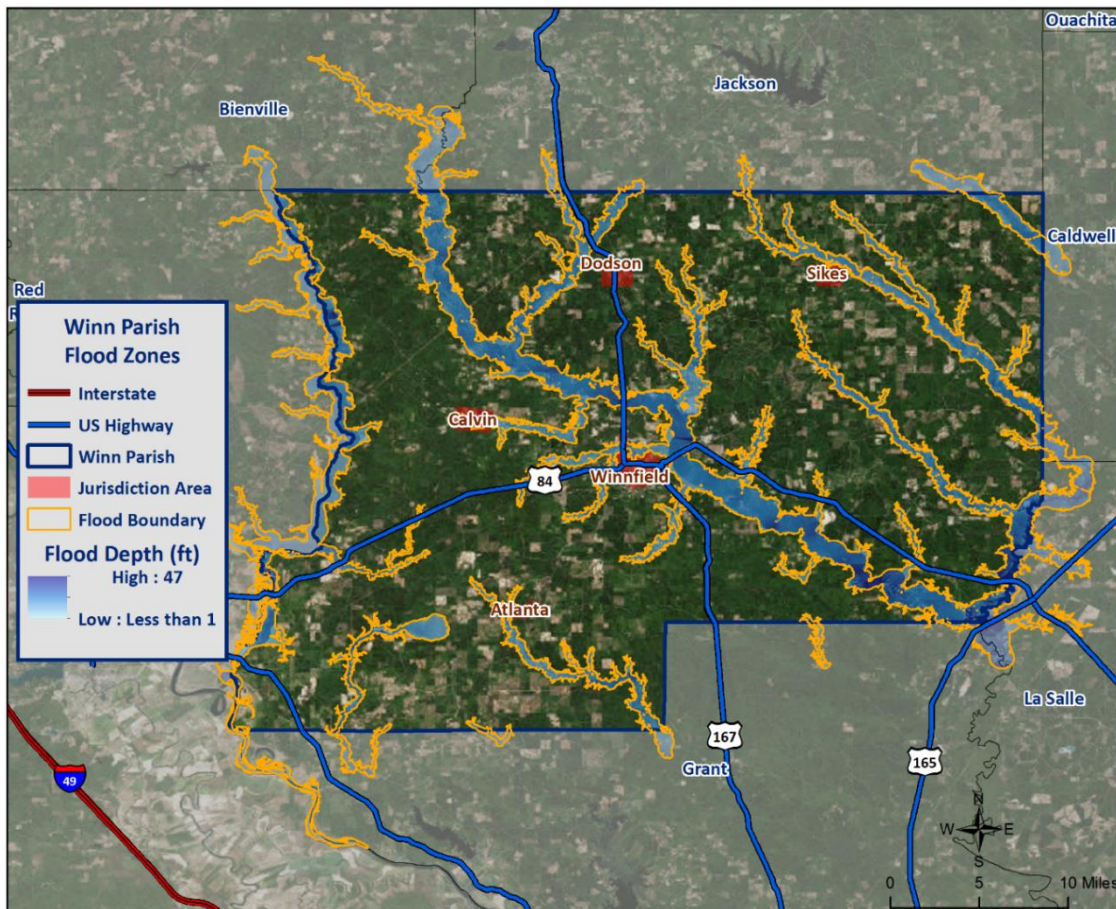 Ouachita
Jackson
Bienville
Caldwell
Dodson
Sikes
Red
Winn Parish
Flood Zones
Interstate
US Highway
Winn Parish
Jurisdiction Area
Flood Boundary
Flood Depth (ft)
High : 47
Low : Less than 1
Calvin
Winnfield
84
Atlanta
La Salle
167
Grant
165
49
N
W E
S
0 5 10 Miles